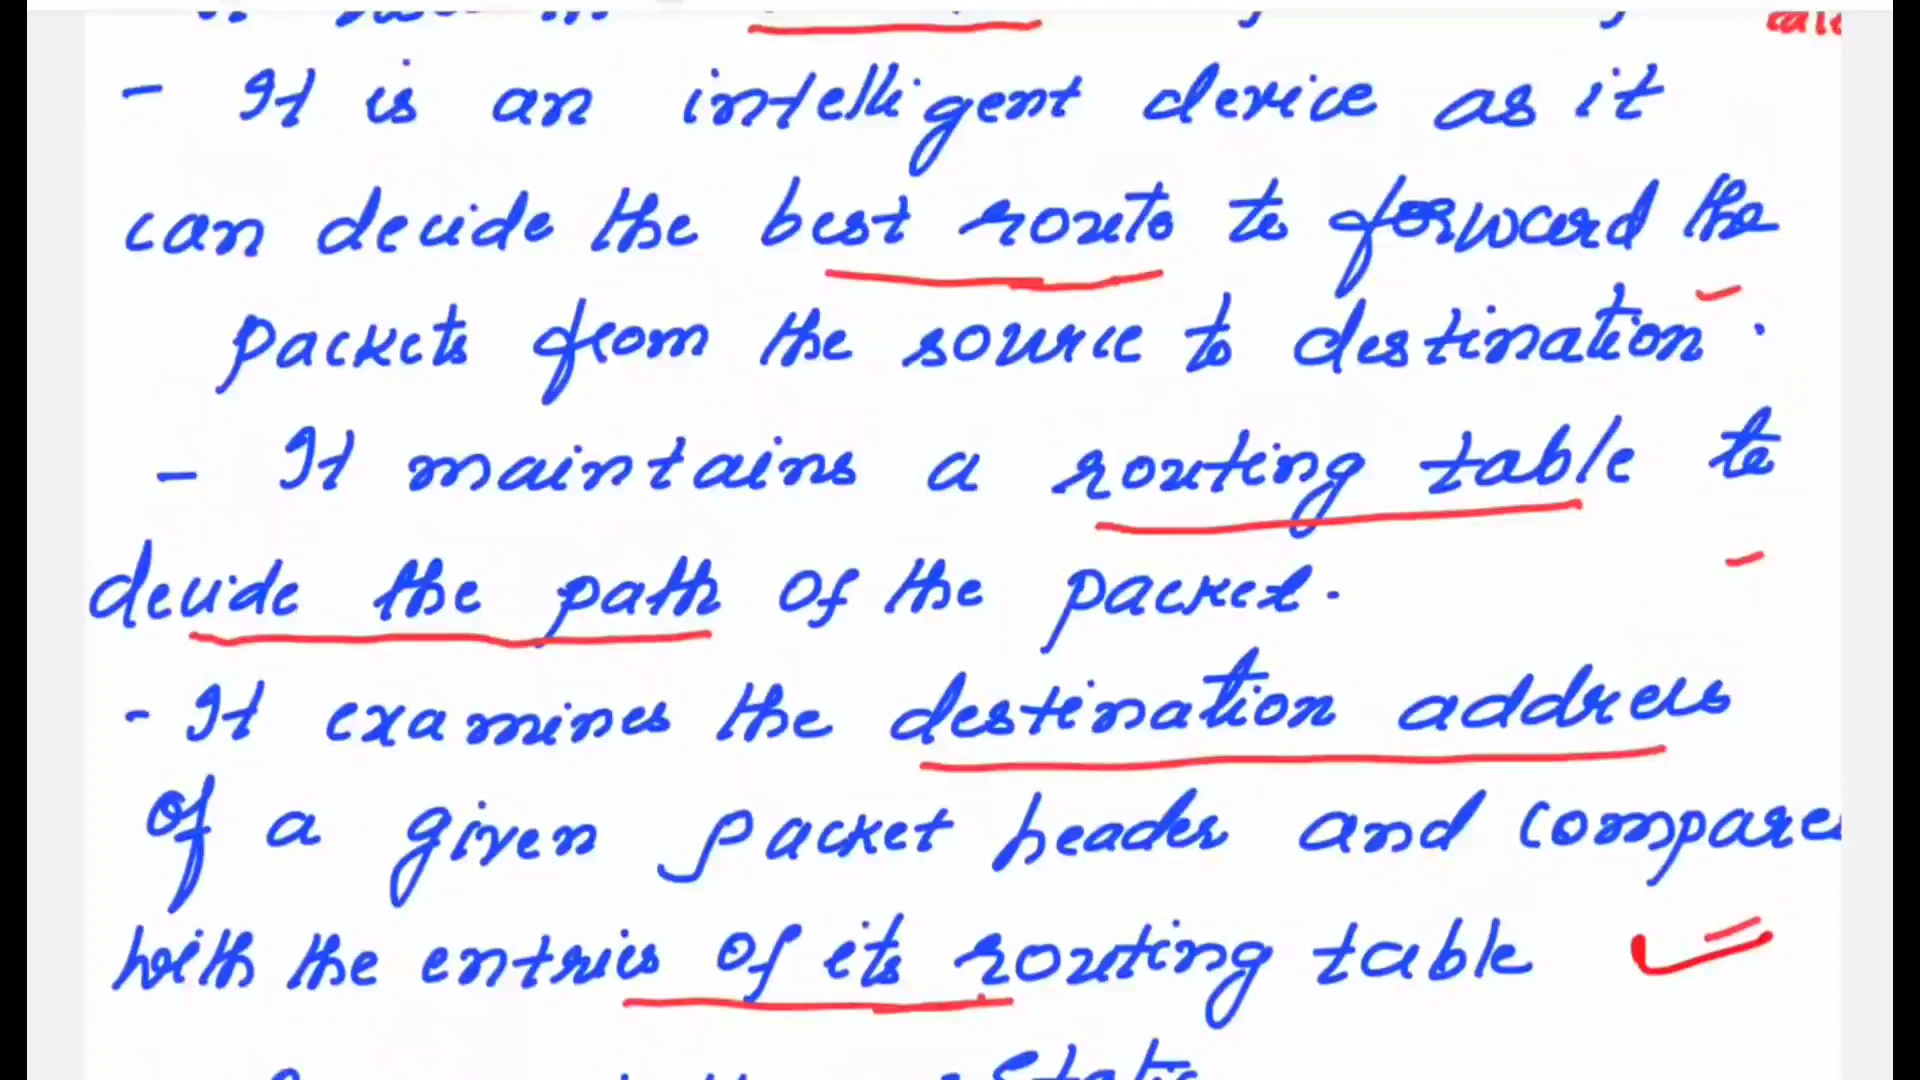 - It is an intelligent device as it
can decide the best route to forward the
packets from the source to destination.
- It maintains a routing table to
decide the path of the packet.
- It examines the destination address
of a given packet header and compares
with the entries of its routing table
Static